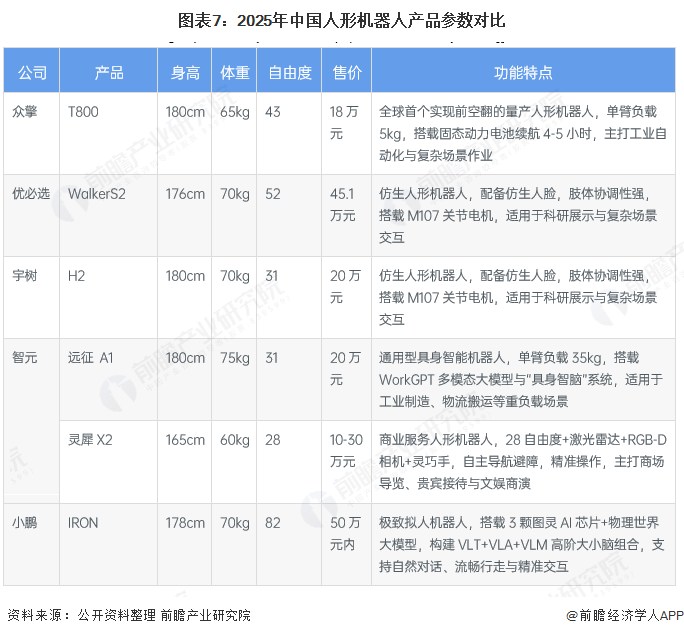 图表7：2025年中国人形机器人产品参数对比
公司 产品 身高 体重 自由度 售价 功能特点
众擎 T800 180cm 65kg 43 18 万 全球首个实现前空翻的量产人形机器人，单臂负载
元 5kg，搭载固态动力电池续航 4-5 小时，主打工业自
动化与复杂场景作业
优必选 WalkerS2 176cm 70kg 52 45.1 仿生人形机器人，配备仿生人脸，肢体协调性强，
万元 搭载 M107 关节电机，适用于科研展示与复杂场景
交互
宇树 H2 180cm 70kg 31 20 万 仿生人形机器人，配备仿生人脸，肢体协调性强，
元 搭载 M107 关节电机，适用于科研展示与复杂场景
交互
智元 远征 A1 180cm 75kg 31 20 万 通用型具身智能机器人，单臂负载 35kg，搭载
元 WorkGPT 多模态大模型与“具身智脑”系统，适用于
工业制造、物流搬运等重负载场景
灵犀 X2 165cm 60kg 28 10-30 商业服务人形机器人，28 自由度+激光雷达+RGB-D
万元 相机+灵巧手，自主导航避障，精准操作，主打商场
导览、贵宾接待与文娱商演
小鹏 IRON 178cm 70kg 82 50 万 极致拟人机器人，搭载 3 颗图灵 AI 芯片+物理世界
元内 大模型，构建 VLT+VLA+VLM 高阶大小脑组合，支
持自然对话、流畅行走与精准交互
资料来源：公开资料整理 前瞻产业研究院 @前瞻经济学人APP
前瞻产业研究院
前瞻产业研究院
前瞻产业研究院